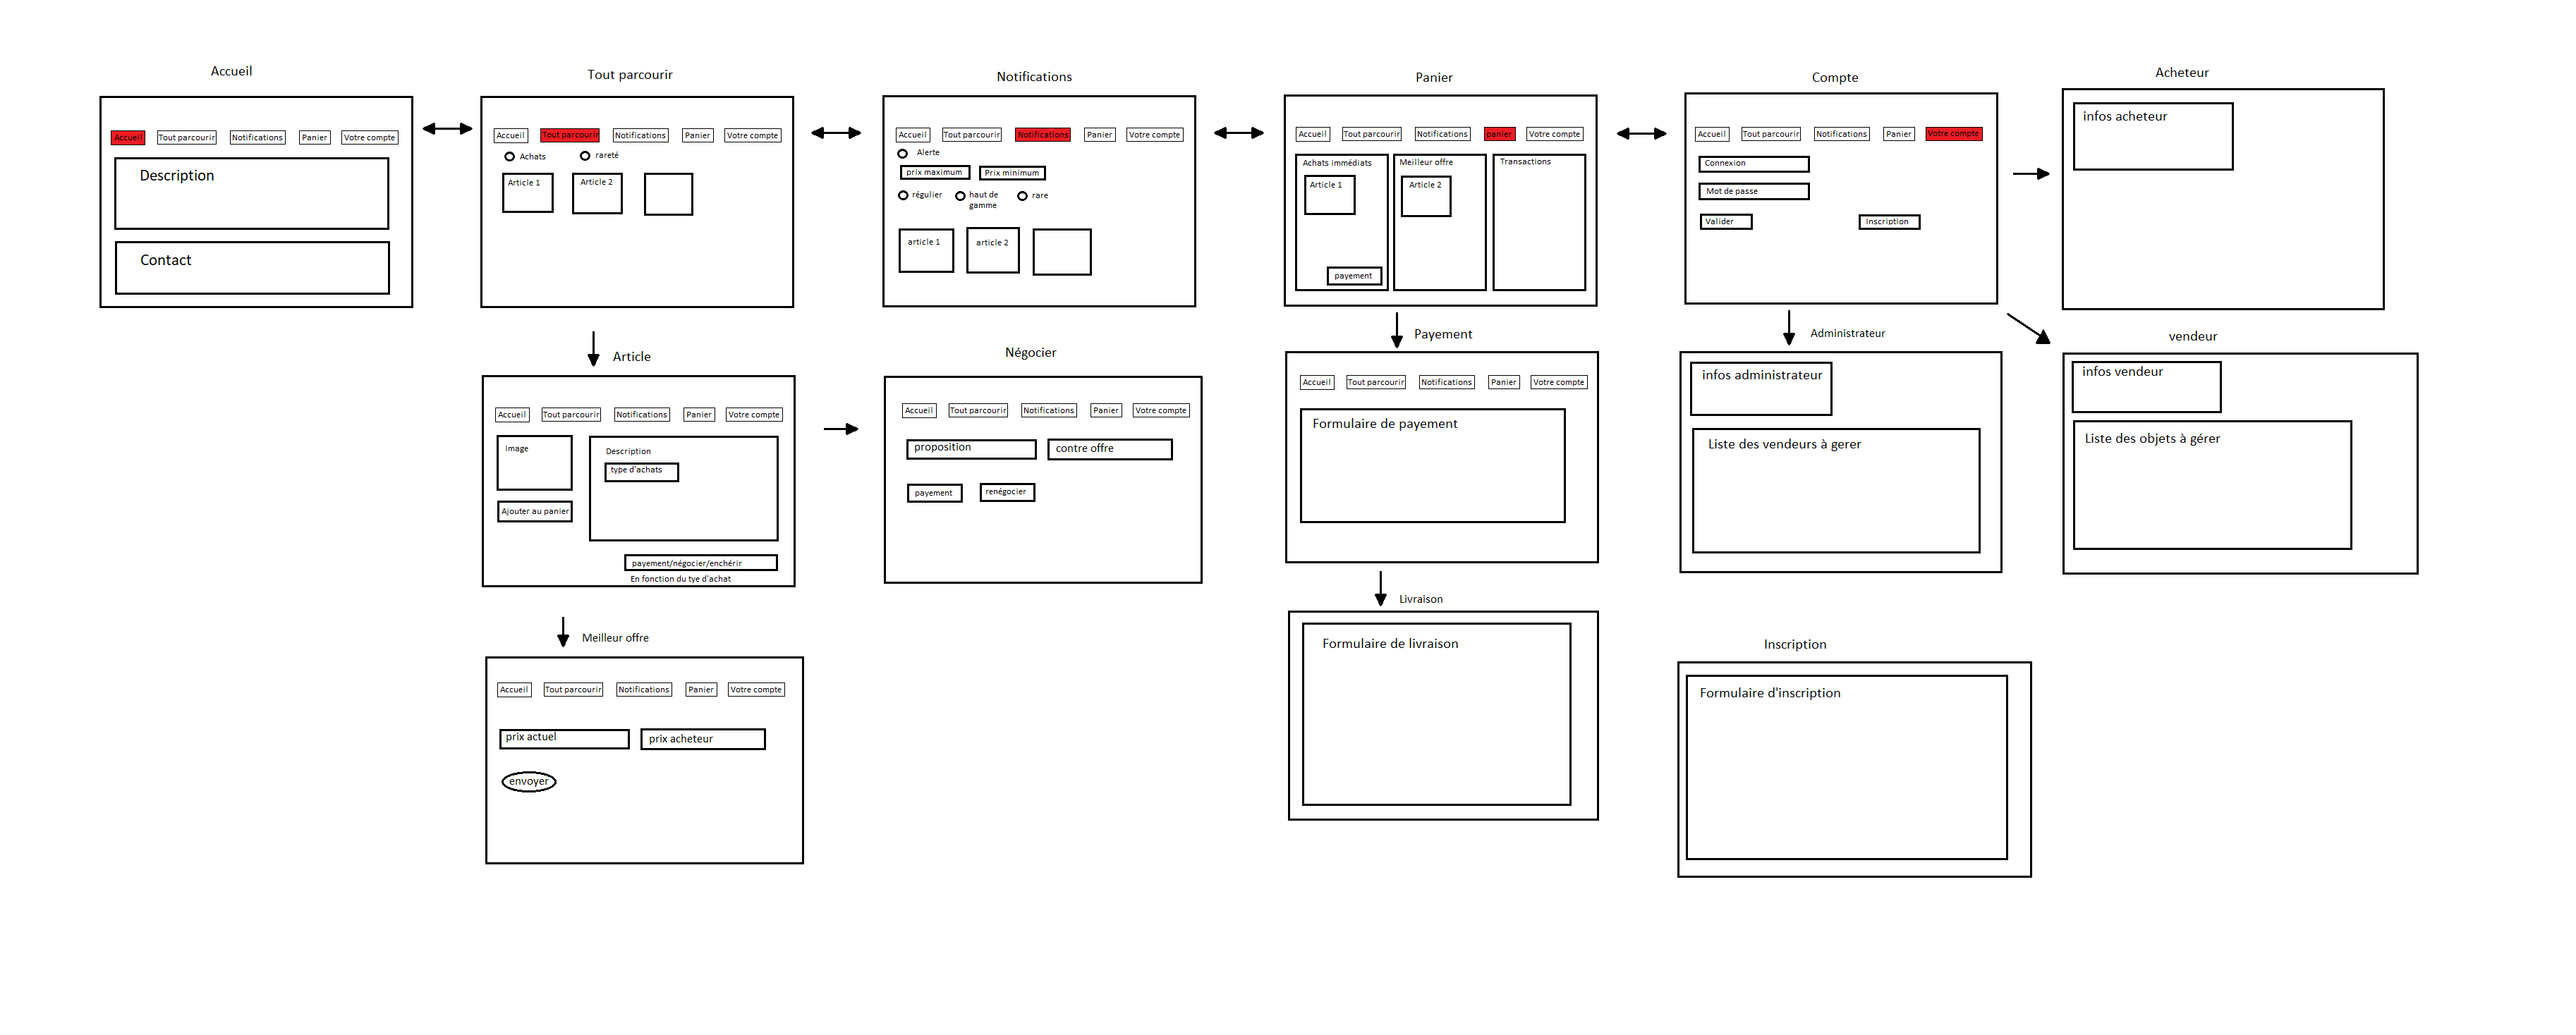 Accueil
Accueil
Tout parcourir
Notifications
Panier
Votre compte
Description
Contact
Tout parcourir
Accueil
Tout parcourir
Notifications
Panier
Votre compte
Achats
rareté
Article 1
Article 2
Notifications
Accueil
Tout parcourir
Notifications
Panier
Votre compte
Alerte
prix maximum
Prix minimum
régulier
haut de
gamme
rare
article 1
article 2
Panier
Accueil
Tout parcourir
Notifications
panier
Votre compte
Achats immédiats
Meilleur offre
Transactions
Article 1
Article 2
payement
Compte
Accueil
Tout parcourir
Notifications
Panier
Votre compte
Connexion
Mot de passe
Valider
Inscription
Acheteur
infos acheteur
Article
Accueil
Tout parcourir
Notifications
Panier
Votre compte
Image
Description
type d'achats
Ajouter au panier
payement/négocier/enchérir
En fonction du tye d'achat
Négocier
Accueil
Tout parcourir
Notifications
Panier
Votre compte
proposition
contre offre
payement
renégocier
Payement
Accueil
Tout parcourir
Notifications
Panier
Votre compte
Formulaire de payement
Administrateur
infos administrateur
Liste des vendeurs à gerer
vendeur
infos vendeur
Liste des objets à gérer
Meilleur offre
Accueil
Tout parcourir
Notifications
Panier
Votre compte
prix actuel
prix acheteur
envoyer
Livraison
Formulaire de livraison
Inscription
Formulaire d'inscription